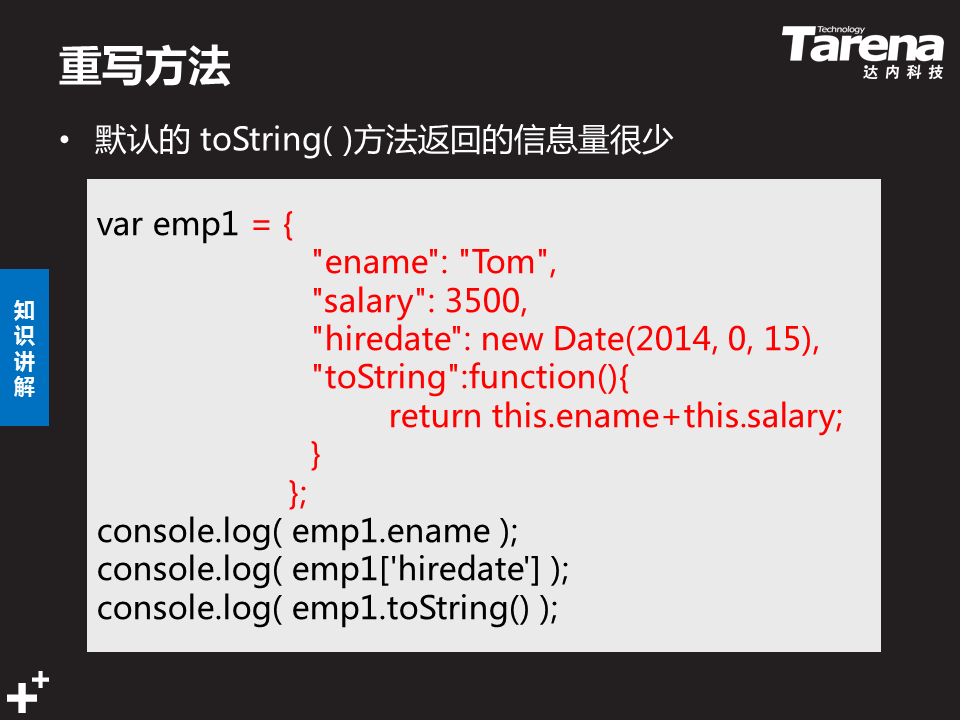 重写方法
Technology
Tarena
达内科技
• 默认的 toString( )方法返回的信息量很少
var emp1 = {
"ename": "Tom",
"salary": 3500,
"hiredate": new Date(2014, 0, 15),
"toString":function(){
return this.ename+this.salary;
}
};
console.log( emp1.ename );
console.log( emp1['hiredate'] );
console.log( emp1.toString() );
知
识
讲
解